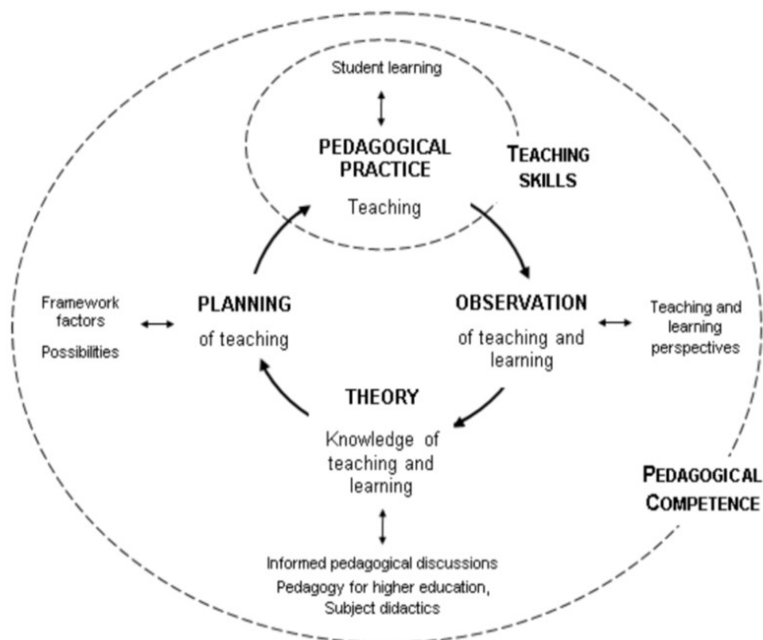 Student learning
PEDAGOGICAL
PRACTICE
Teaching
TEACHING
SKILLS
Framework
factors
Possibilities
PLANNING
of teaching
OBSERVATION
of teaching and
learning
Teaching and
learning
perspectives
THEORY
Knowledge of
teaching and
learning
PEDAGOGICAL
COMPETENCE
Informed pedagogical discussions
Pedagogy for higher education,
Subject didactics